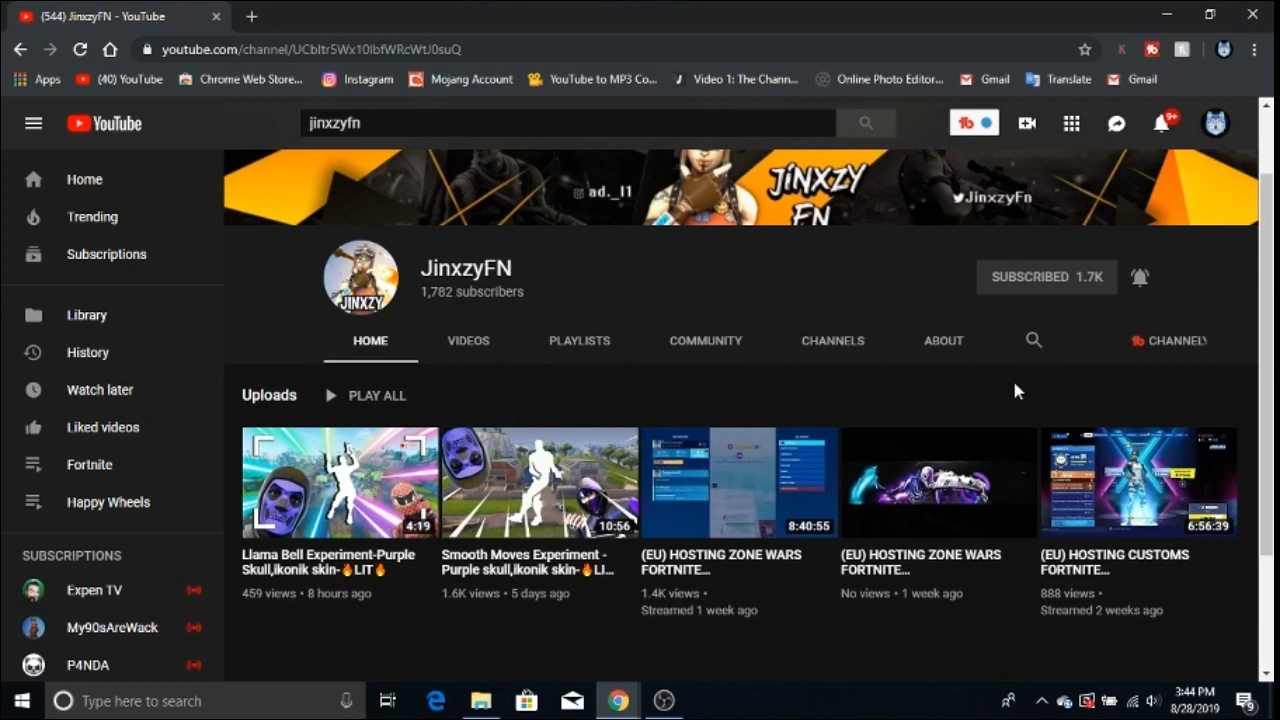 (544) JinxzyFN - YouTube
youtube.com/channel/UCbltr5Wx10lbfWRcWtJ0suQ
Apps (40) YouTube Chrome Web Store... Instagram Mojang Account YouTube to MP3 Co... Video 1: The Chann... Online Photo Editor... Gmail Translate Gmail
YouTube
jinxzyfn
9+
Home
Trending
Subscriptions
Library
History
Watch later
Liked videos
Fortnite
Happy Wheels
SUBSCRIPTIONS
Expen TV
My90sAreWack
P4NDA
ad._l1
JINXZY
FN
JinxzyFn
JINXZY
JinxzyFN
1,782 subscribers
SUBSCRIBED 1.7K
HOME VIDEOS PLAYLISTS COMMUNITY CHANNELS ABOUT CHANNEL
Uploads PLAY ALL
4:19
Llama Bell Experiment-Purple
Skull,ikonik skin-🔥LIT🔥
459 views • 8 hours ago
10:56
Smooth Moves Experiment -
Purple skull,ikonik skin-🔥LI...
1.6K views • 5 days ago
8:40:55
(EU) HOSTING ZONE WARS
FORTNITE...
1.4K views •
Streamed 1 week ago
(EU) HOSTING ZONE WARS
FORTNITE...
No views • 1 week ago
6:56:39
(EU) HOSTING CUSTOMS
FORTNITE...
888 views •
Streamed 2 weeks ago
Type here to search
3:44 PM
8/28/2019
9